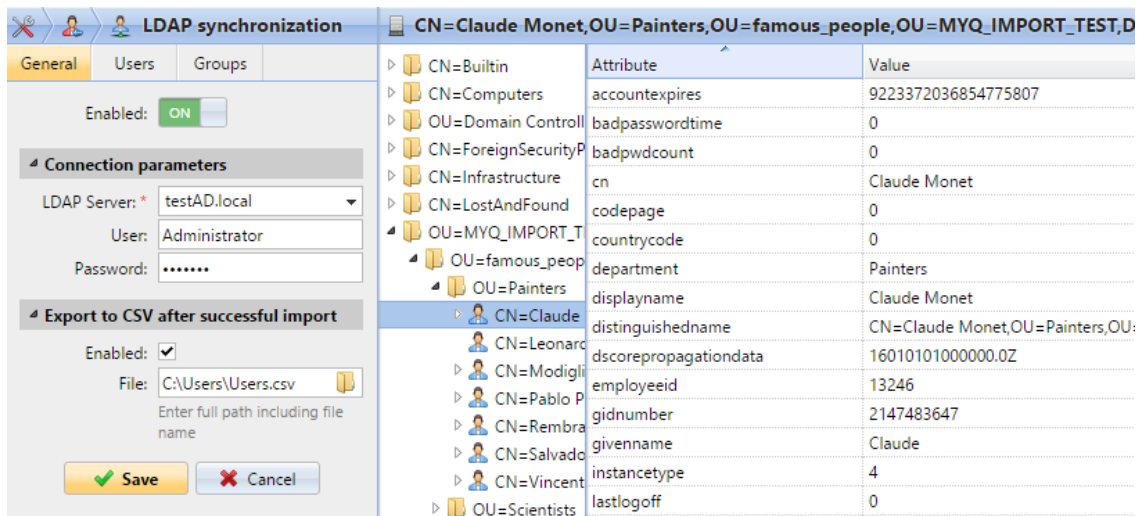 LDAP synchronization
General Users Groups
Enabled: ON
Connection parameters
LDAP Server: * testAD.local
User: Administrator
Password: •••••••
Export to CSV after successful import
Enabled:
File: C:\Users\Users.csv
Enter full path including file
name
Save Cancel
CN=Claude Monet,OU=Painters,OU=famous_people,OU=MYQ_IMPORT_TEST,D
CN=Builtin
CN=Computers
OU=Domain Controll
CN=ForeignSecurityP
CN=Infrastructure
CN=LostAndFound
OU=MYQ_IMPORT_T
OU=famous_peop
OU=Painters
CN=Claude
CN=Leonard
CN=Modigli
CN=Pablo P
CN=Rembra
CN=Salvado
CN=Vincent
OU=Scientists
Attribute Value
accountexpires 9223372036854775807
badpasswordtime 0
badpwdcount 0
cn Claude Monet
codepage 0
countrycode 0
department Painters
displayname Claude Monet
distinguishedname CN=Claude Monet,OU=Painters,OU=
dscorepropagationdata 16010101000000.0Z
employeeid 13246
gidnumber 2147483647
givenname Claude
instancetype 4
lastlogoff 0